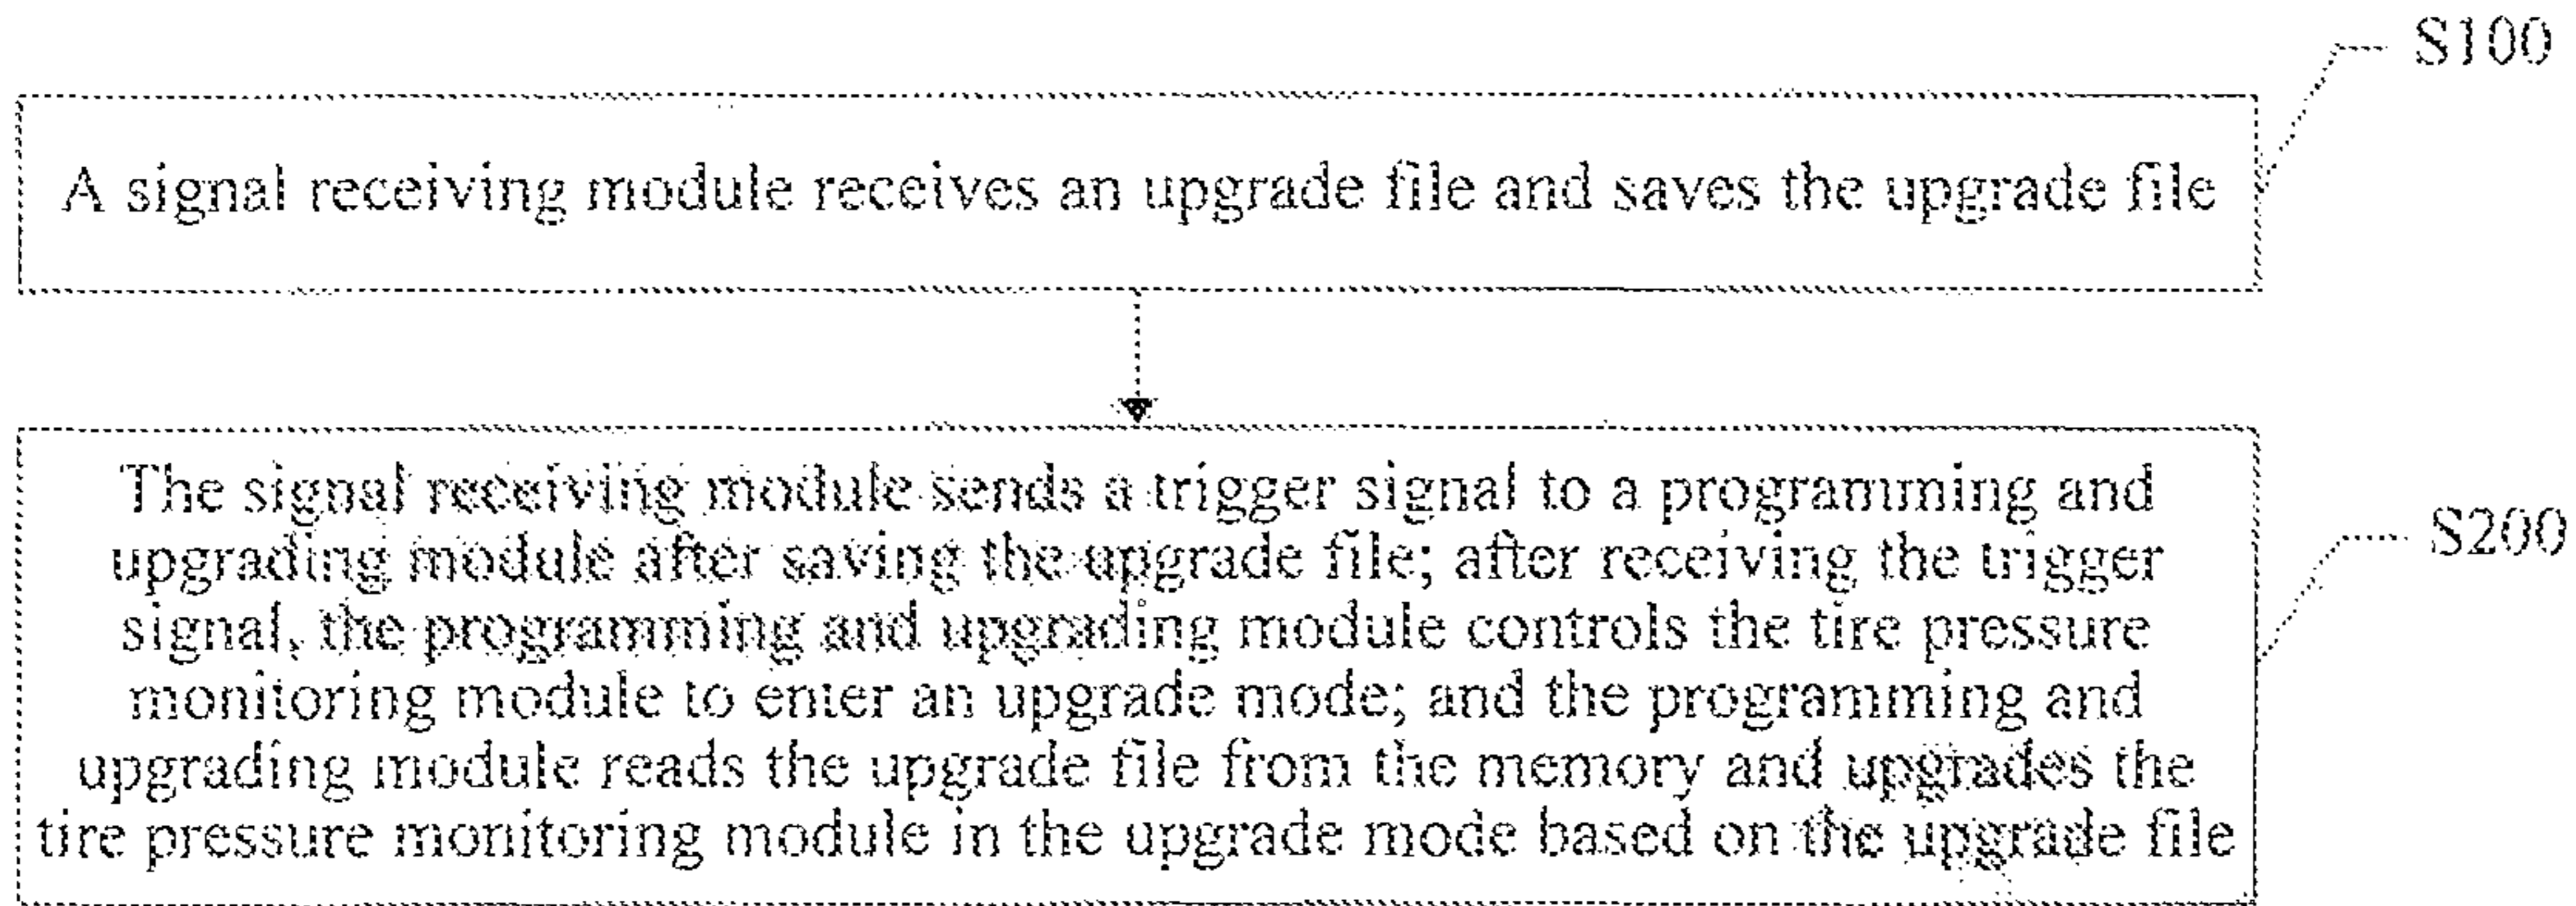 S100
A signal receiving module receives an upgrade file and saves the upgrade file
The signal receiving module sends a trigger signal to a programming and
upgrading module after saving the upgrade file; after receiving the trigger
signal, the programming and upgrading module controls the tire pressure
monitoring module to enter an upgrade mode; and the programming and
upgrading module reads the upgrade file from the memory and upgrades the
tire pressure monitoring module in the upgrade mode based on the upgrade file
S200